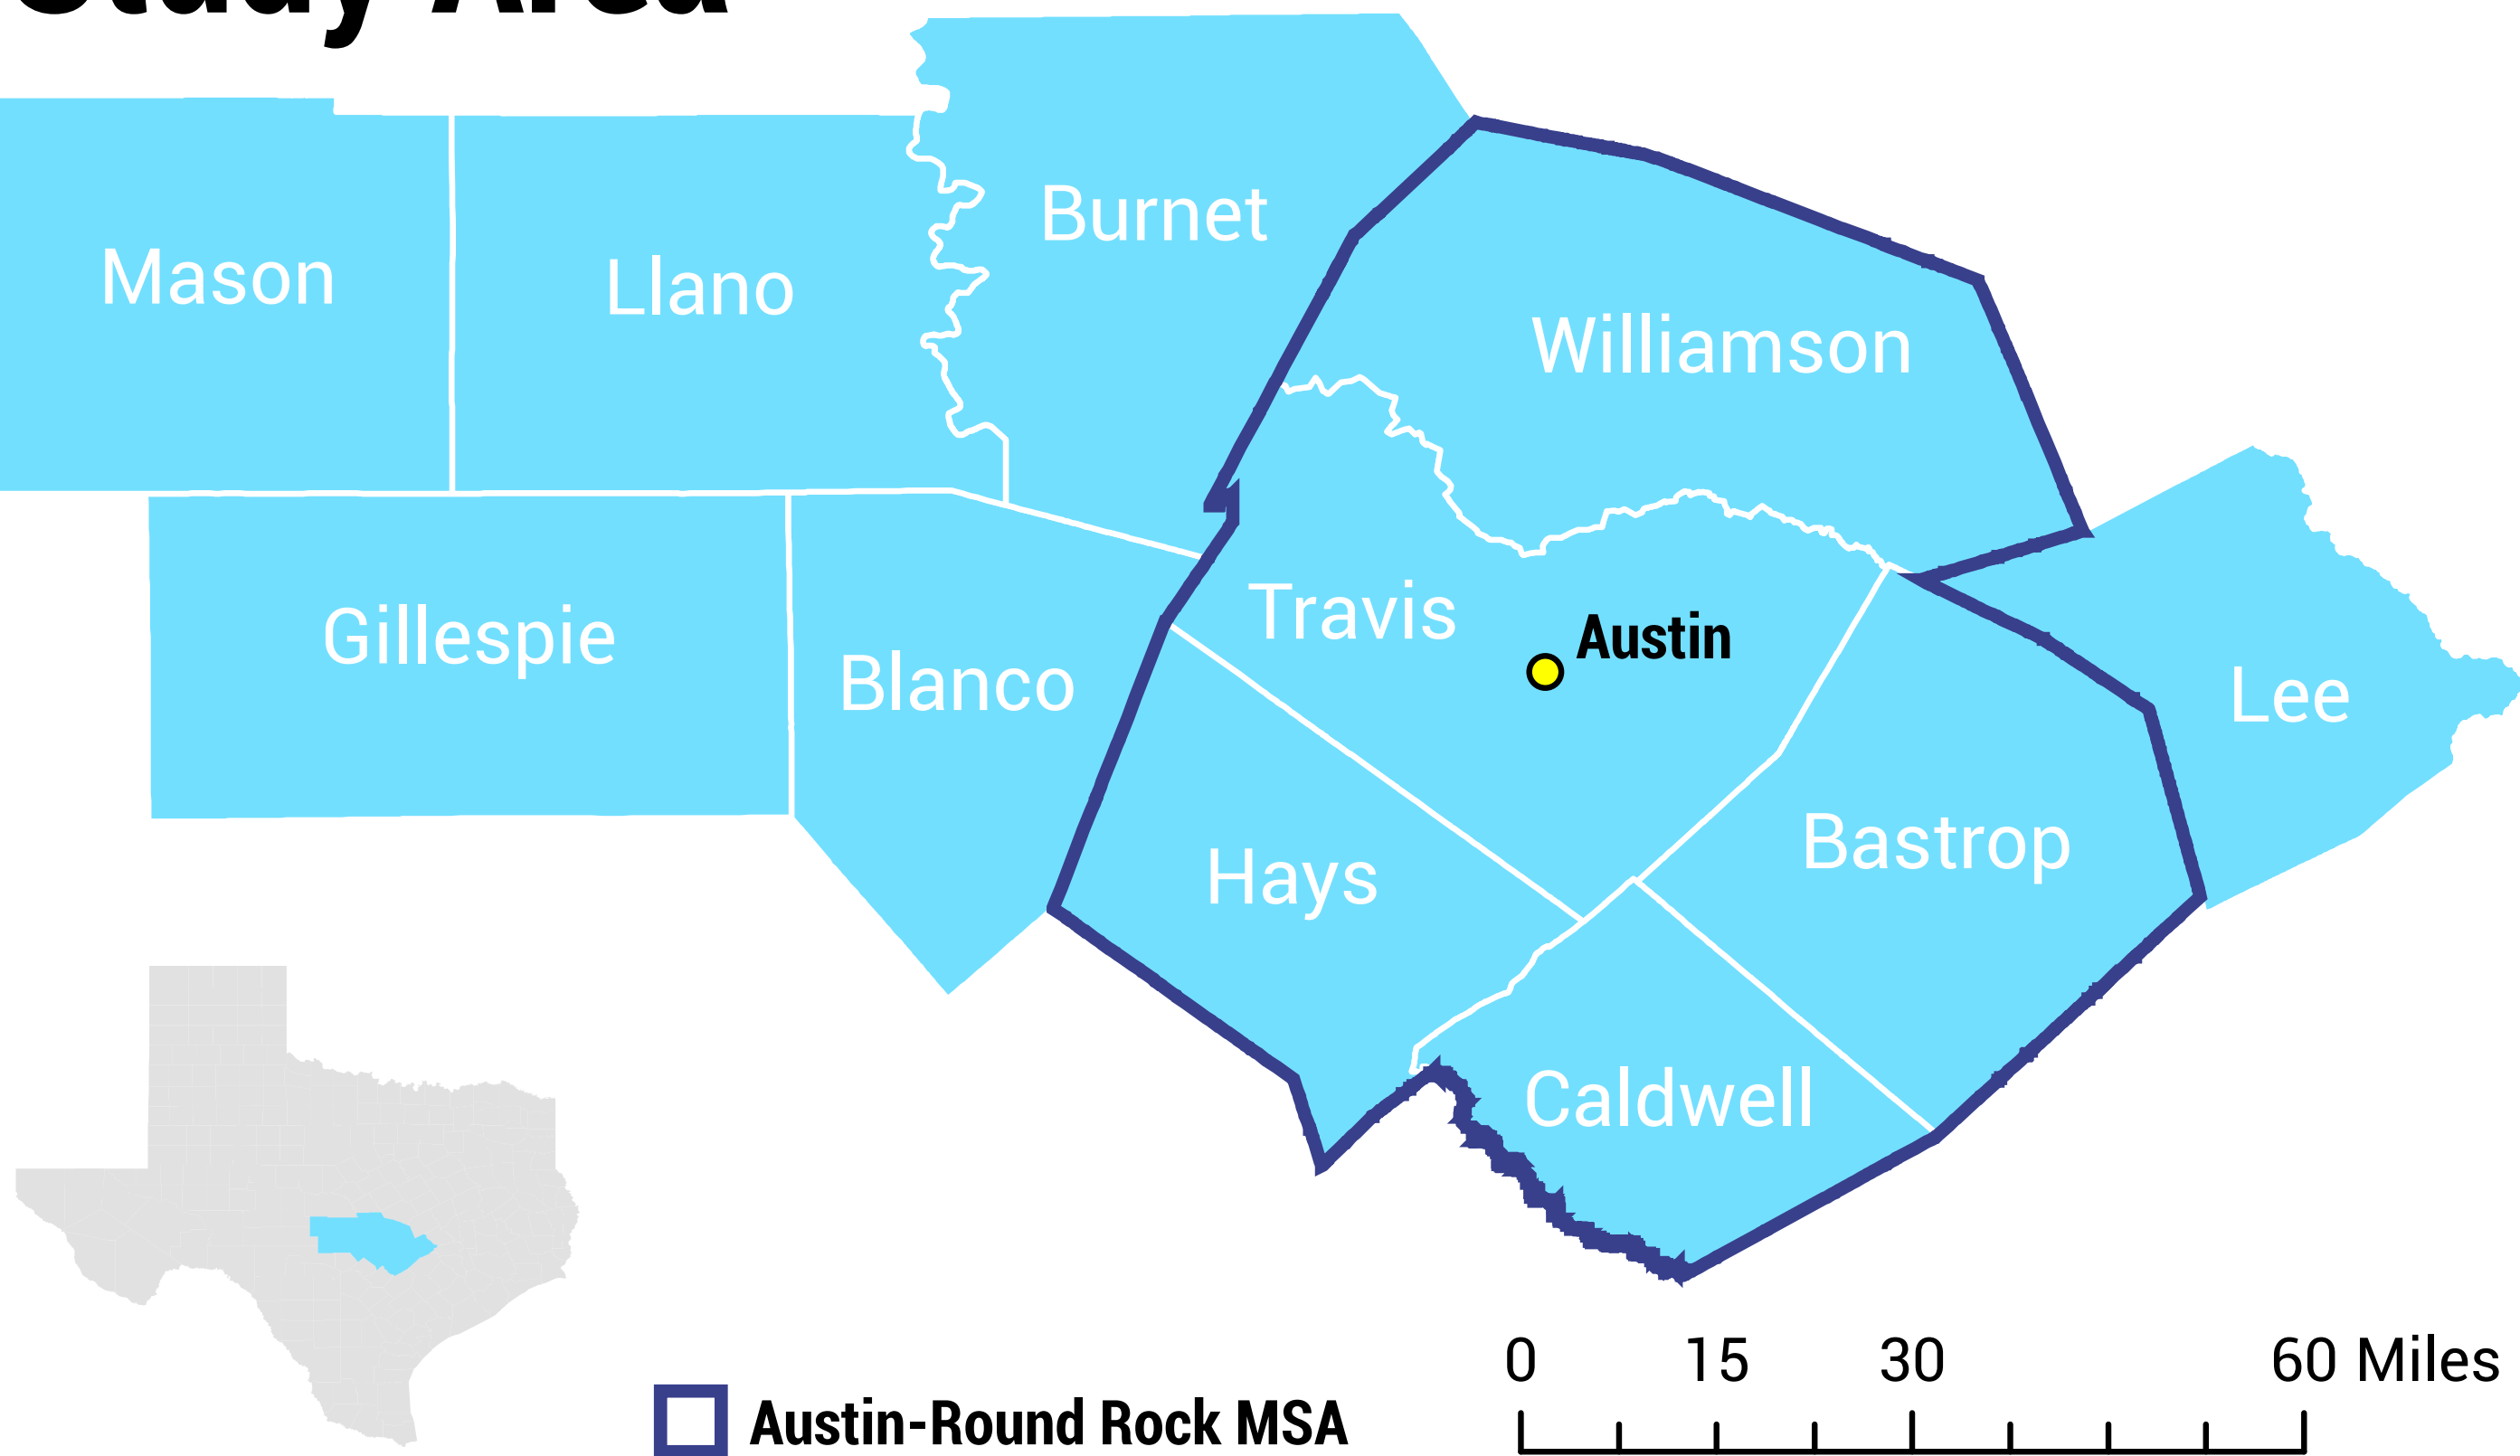 Burnet
Mason
Llano
Williamson
Travis
Austin
Gillespie
Blanco
Lee
Bastrop
Hays
Caldwell
0 15 30 60 Miles
Austin-Round Rock MSA